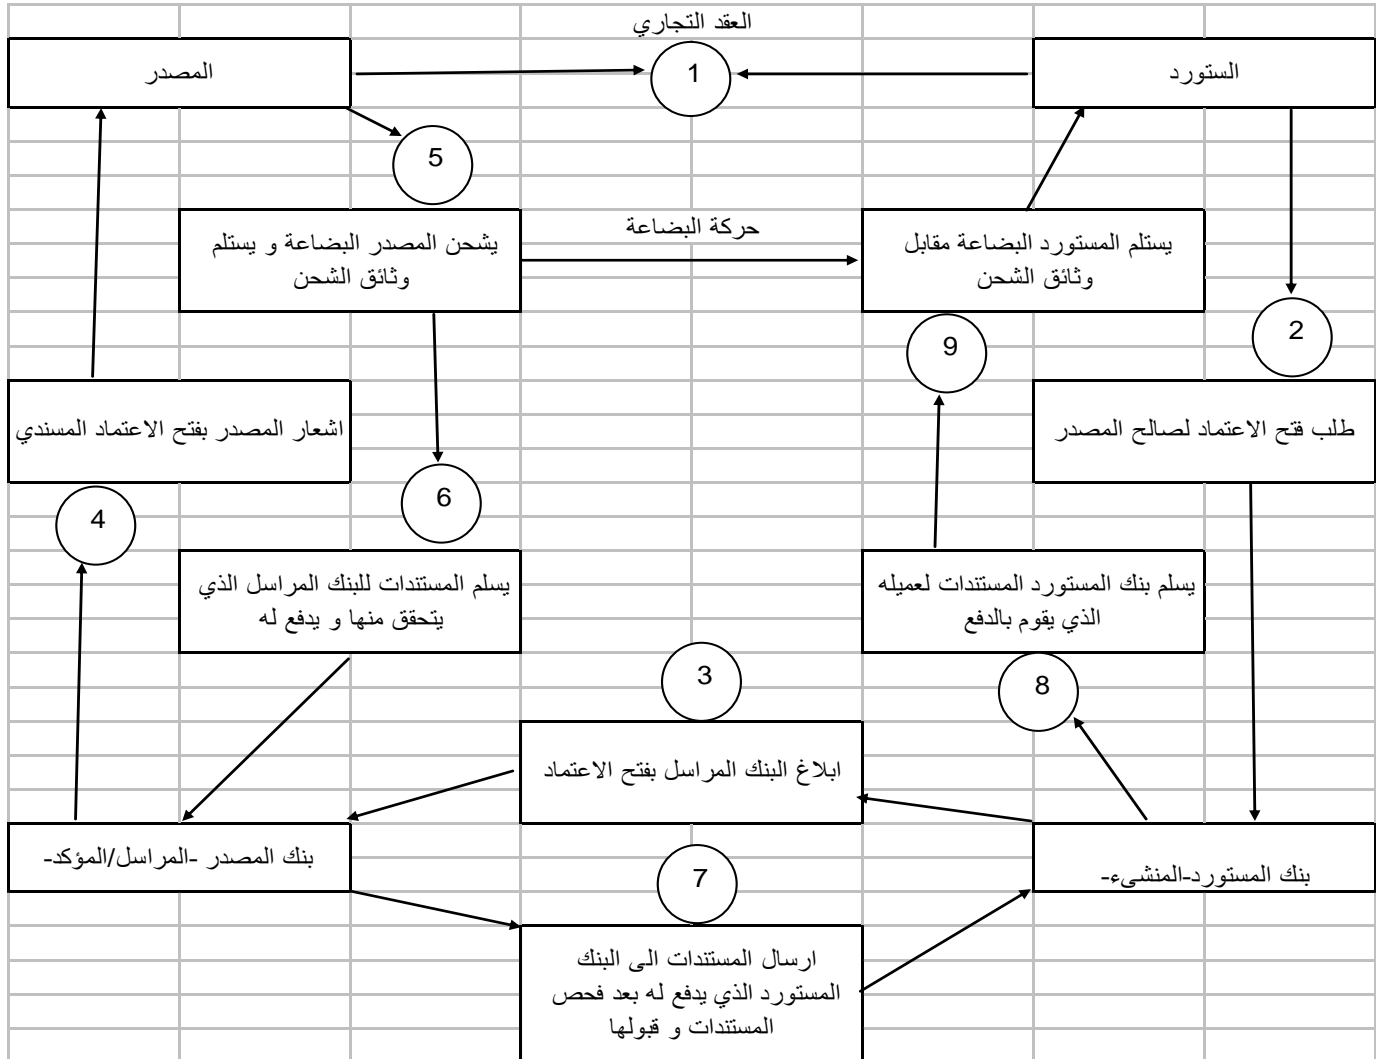 العقد التجاري
الستورد
1
المصدر
5
يستلم المستورد البضاعة مقابل
وثائق الشحن
حركة البضاعة
يشحن المصدر البضاعة و يستلم
وثائق الشحن
2
9
طلب فتح الاعتماد لصالح المصدر
اشعار المصدر بفتح الاعتماد المسندي
6
4
يسلم بنك المستورد المستندات لعميله
الذي يقوم بالدفع
يسلم المستندات للبنك المراسل الذي
يتحقق منها و يدفع له
8
3
ابلاغ البنك المراسل بفتح الاعتماد
بنك المستورد-المنشىء-
بنك المصدر -المراسل/المؤكد-
7
ارسال المستندات الى البنك
المستورد الذي يدفع له بعد فحص
المستندات و قبولها